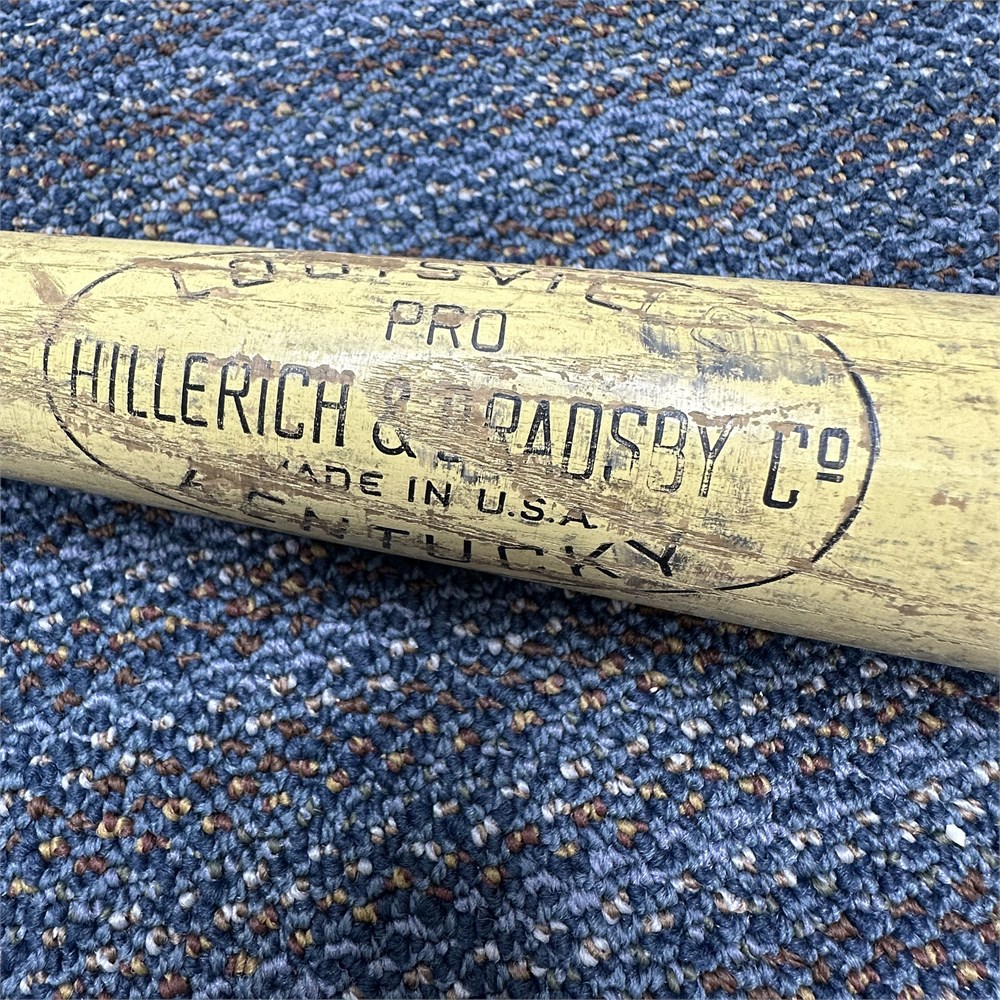 LOUISVILLE
PRO
HILLERICH & BRADSBY Cº
MADE IN U.S.A.
KENTUCKY